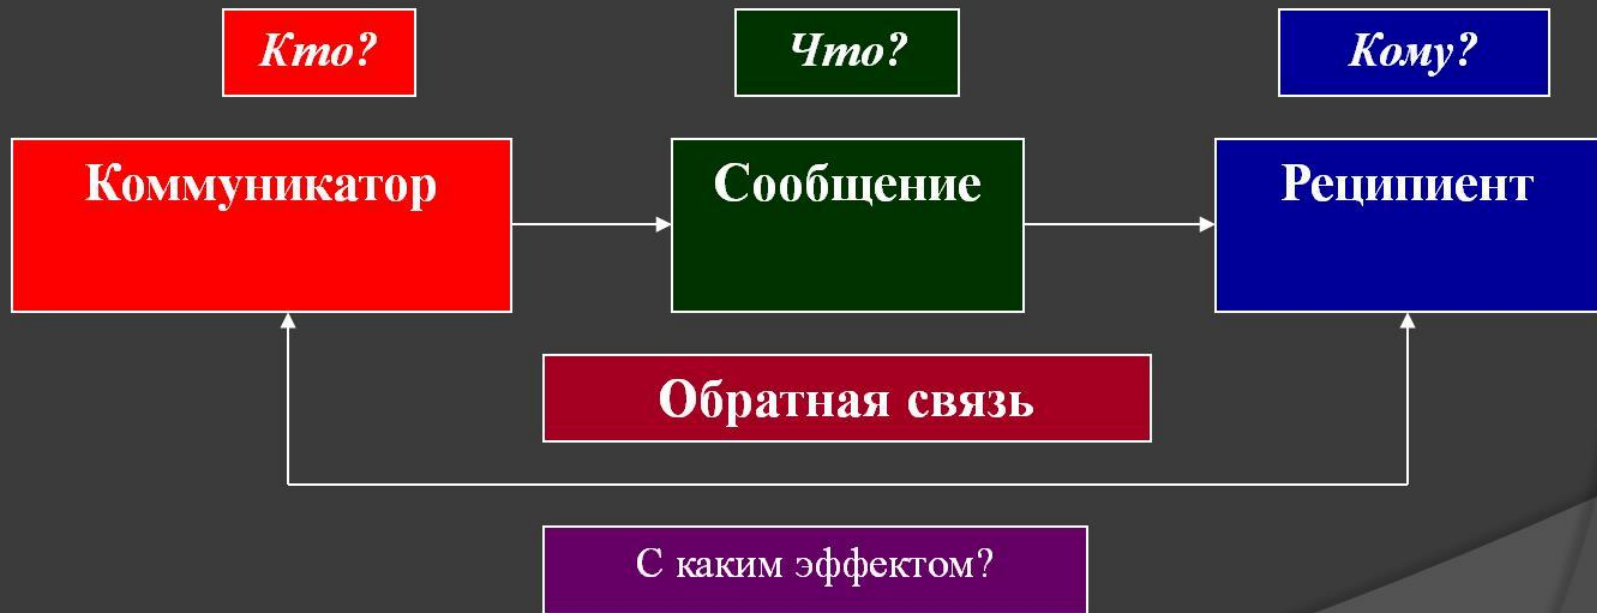 Кто?
Что?
Кому?
Коммуникатор
Сообщение
Реципиент
Обратная связь
С каким эффектом?